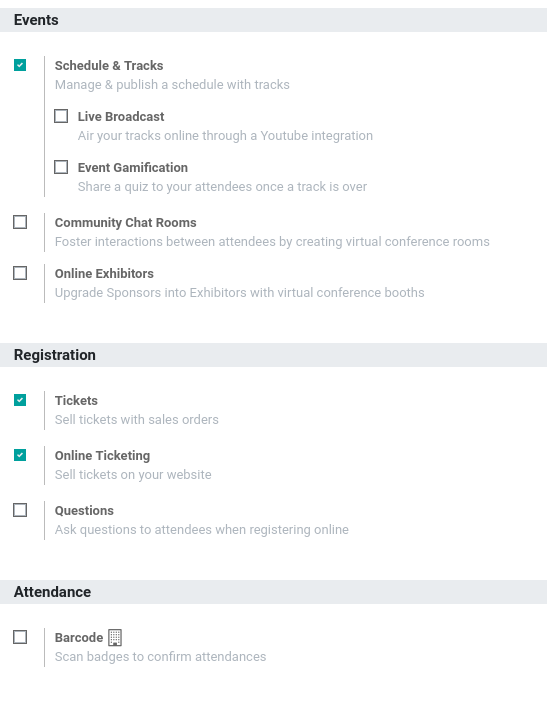 Events
Schedule & Tracks
Manage & publish a schedule with tracks
Live Broadcast
Air your tracks online through a Youtube integration
Event Gamification
Share a quiz to your attendees once a track is over
Community Chat Rooms
Foster interactions between attendees by creating virtual conference rooms
Online Exhibitors
Upgrade Sponsors into Exhibitors with virtual conference booths
Registration
Tickets
Sell tickets with sales orders
Online Ticketing
Sell tickets on your website
Questions
Ask questions to attendees when registering online
Attendance
Barcode
Scan badges to confirm attendances